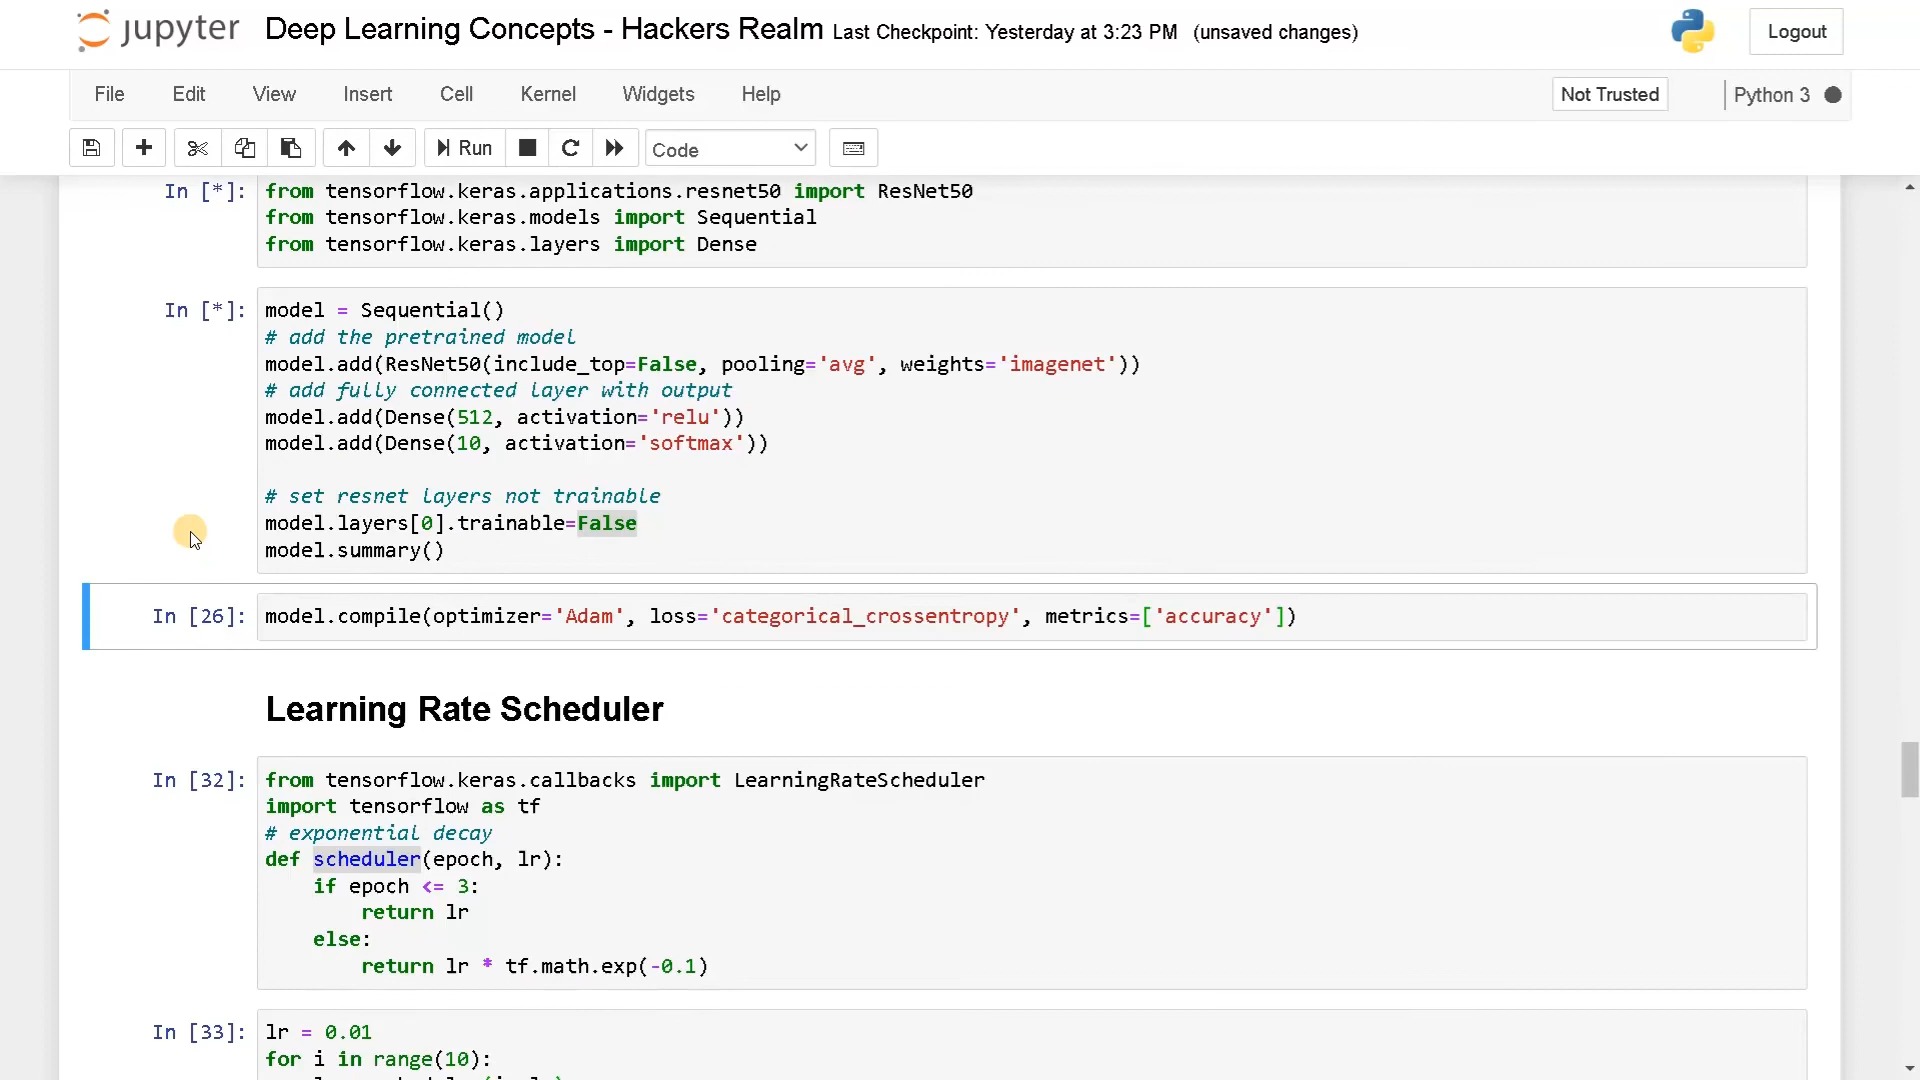 jupyter Deep Learning Concepts - Hackers Realm Last Checkpoint: Yesterday at 3:23 PM (unsaved changes) Logout
File Edit View Insert Cell Kernel Widgets Help Not Trusted Python 3
Run Code
In [*]: from tensorflow.keras.applications.resnet50 import ResNet50
from tensorflow.keras.models import Sequential
from tensorflow.keras.layers import Dense
In [*]: model = Sequential()
# add the pretrained model
model.add(ResNet50(include_top=False, pooling='avg', weights='imagenet'))
# add fully connected layer with output
model.add(Dense(512, activation='relu'))
model.add(Dense(10, activation='softmax'))
# set resnet layers not trainable
model.layers[0].trainable=False
model.summary()
In [26]: model.compile(optimizer='Adam', loss='categorical_crossentropy', metrics=['accuracy'])
Learning Rate Scheduler
In [32]: from tensorflow.keras.callbacks import LearningRateScheduler
import tensorflow as tf
# exponential decay
def scheduler(epoch, lr):
if epoch <= 3:
return lr
else:
return lr * tf.math.exp(-0.1)
In [33]: lr = 0.01
for i in range(10):